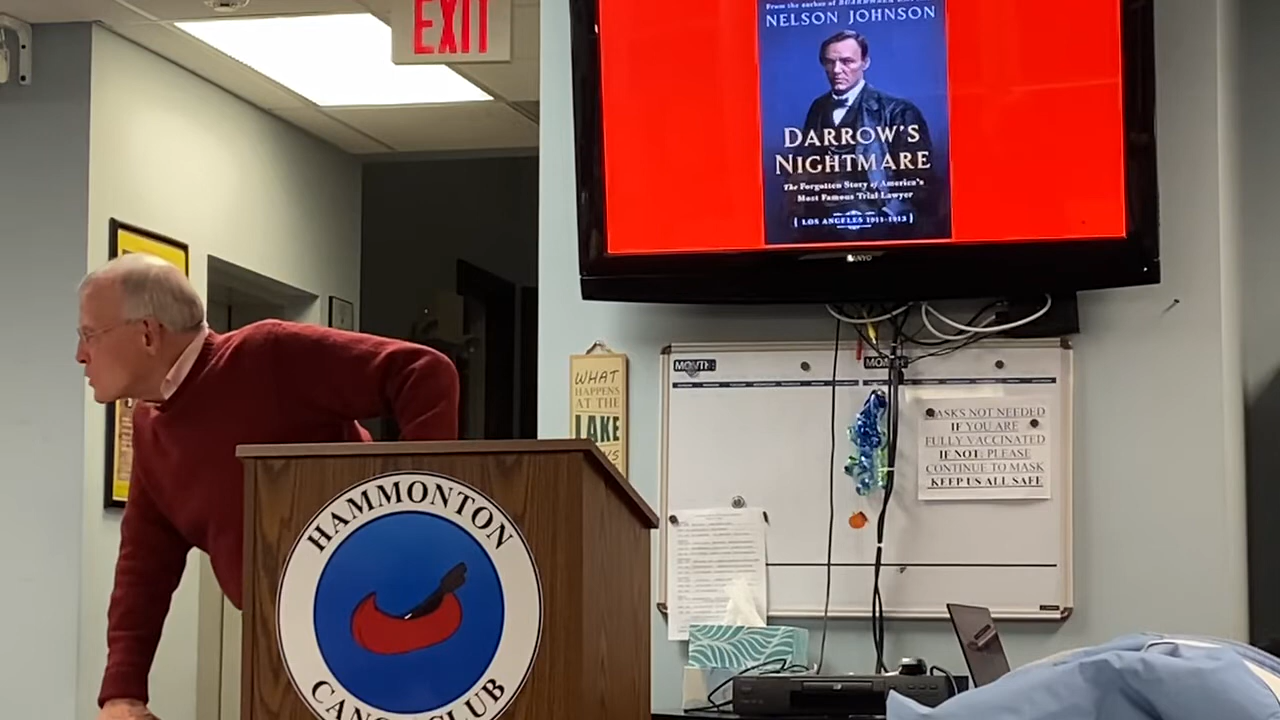 EXIT
From the author of BOARDWALK
NELSON JOHNSON
DARROW'S
NIGHTMARE
The Forgotten Story of America's
Most Famous Trial Lawyer
[ LOS ANGELES 1911-1913 ]
SANYO
WHAT
HAPPENS
AT THE
LAKE
MONTH:
MONTH:
MASKS NOT NEEDED
IF YOU ARE
FULLY VACCINATED
IF NOT: PLEASE
CONTINUE TO MASK
KEEP US ALL SAFE
HAMMONTON
CANOE CLUB